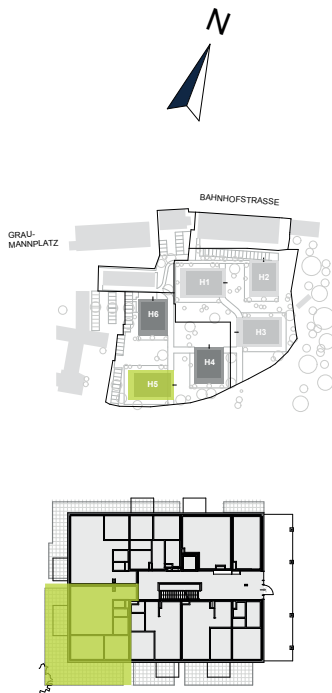 N
BAHNHOFSTRASSE
GRAU-
MANNPLATZ
H1
H2
H6
H3
H4
H5